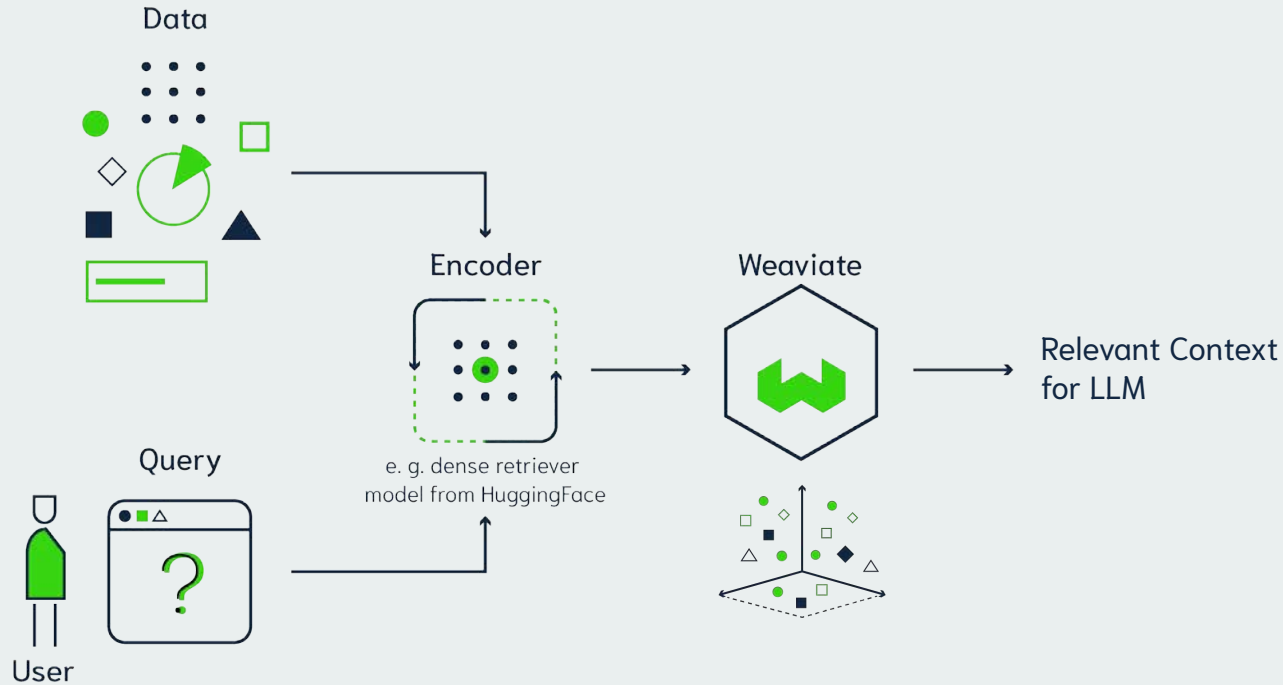 Data
Encoder
Weaviate
Relevant Context
for LLM
Query
e. g. dense retriever
model from HuggingFace
?
User